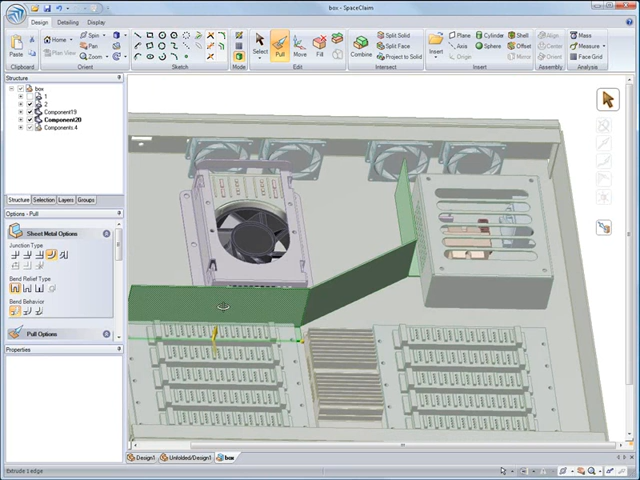 box - SpaceClaim
Design Detailing Display
Paste
Home
Spin
Pan
Zoom
Select Pull Move Fill
Combine
Split Solid
Split Face
Project to Solid
Insert
Plane
Axis
Origin
Cylinder
Sphere
Shell
Offset
Mirror
Align
Tangent
Orient
Mass
Measure
Face Grid
Clipboard Orient Sketch Mode Edit Intersect Insert Assembly Analysis
Structure
box
1
2
Component19
Component20
Components 4
Structure Selection Layers Groups
Options - Pull
Sheet Metal Options
Junction Type
Bend Relief Type
Bend Behavior
Pull Options
Properties
Design1 Unfolded/Design1 box
Extrude 1 edge